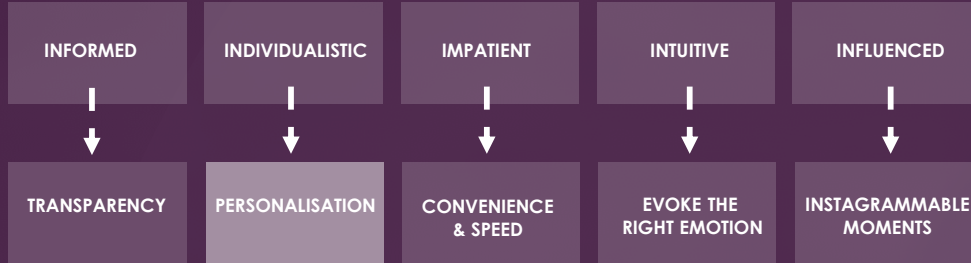 INFORMED
INDIVIDUALISTIC
IMPATIENT
INTUITIVE
INFLUENCED
TRANSPARENCY
PERSONALISATION
CONVENIENCE
& SPEED
EVOKE THE
RIGHT EMOTION
INSTAGRAMMABLE
MOMENTS